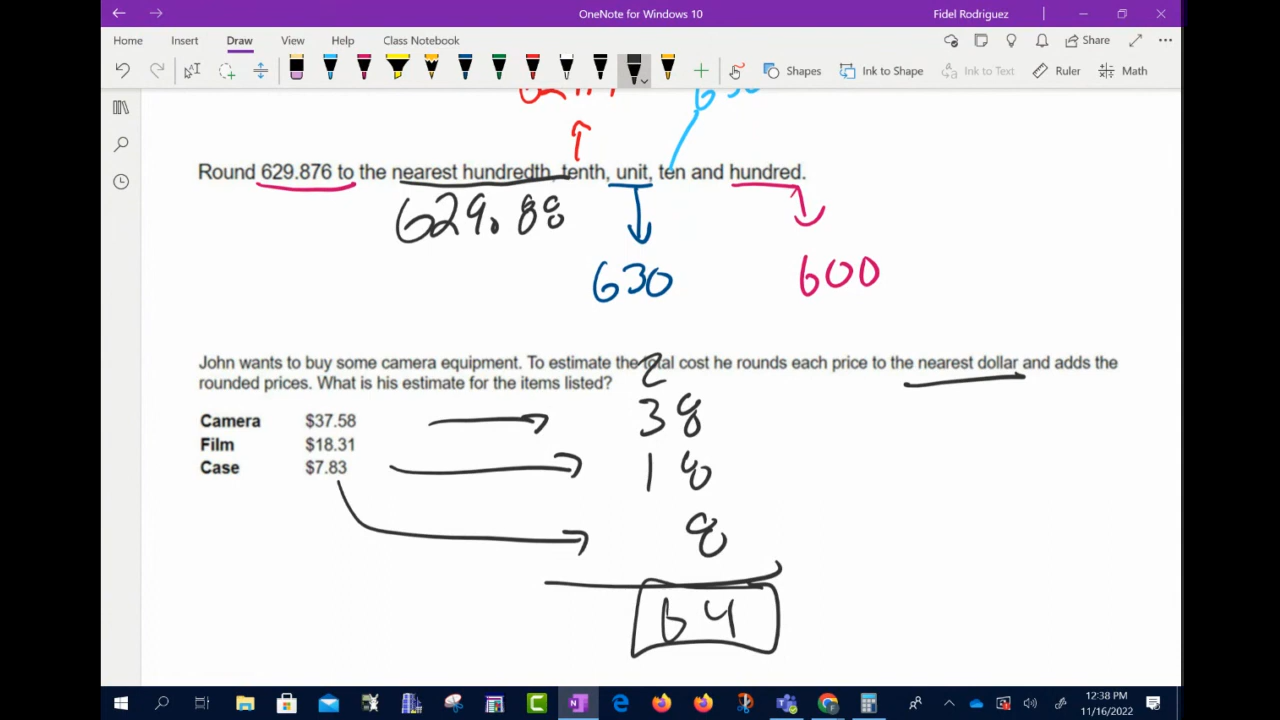 OneNote for Windows 10
Fidel Rodriguez
Home Insert Draw View Help Class Notebook
Share
Shapes Ink to Shape Ink to Text Ruler Math
Round 629.876 to the nearest hundredth, tenth, unit, ten and hundred.
629.88
630 600
John wants to buy some camera equipment. To estimate the total cost he rounds each price to the nearest dollar and adds the
rounded prices. What is his estimate for the items listed?
2
Camera $37.58 38
Film $18.31
Case $7.83 18
8
64
12:38 PM
11/16/2022